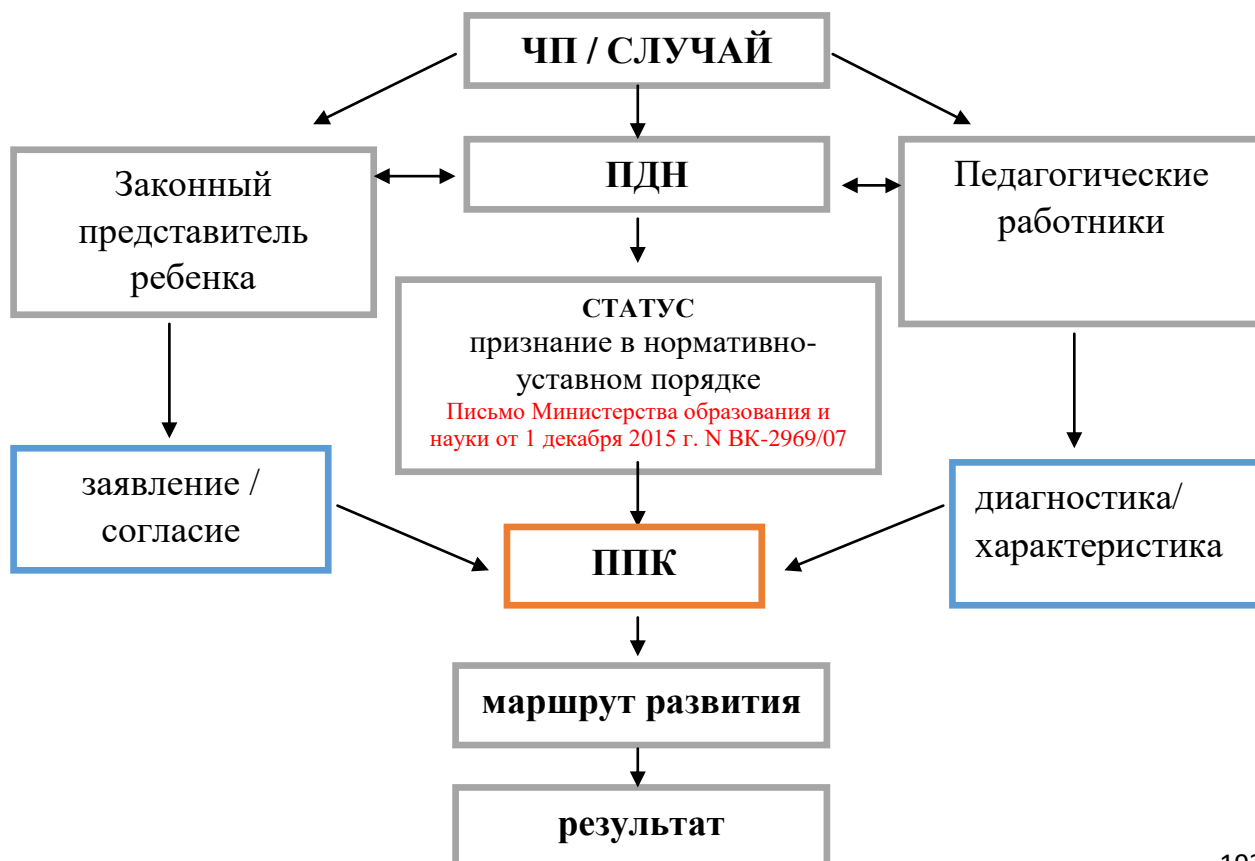 ЧП / СЛУЧАЙ
Законный
представитель
ребенка
ПДН
Педагогические
работники
СТАТУС
признание в нормативно-
уставном порядке
Письмо Министерства образования и
науки от 1 декабря 2015 г. N ВК-2969/07
заявление /
согласие
диагностика/
характеристика
ППК
маршрут развития
результат